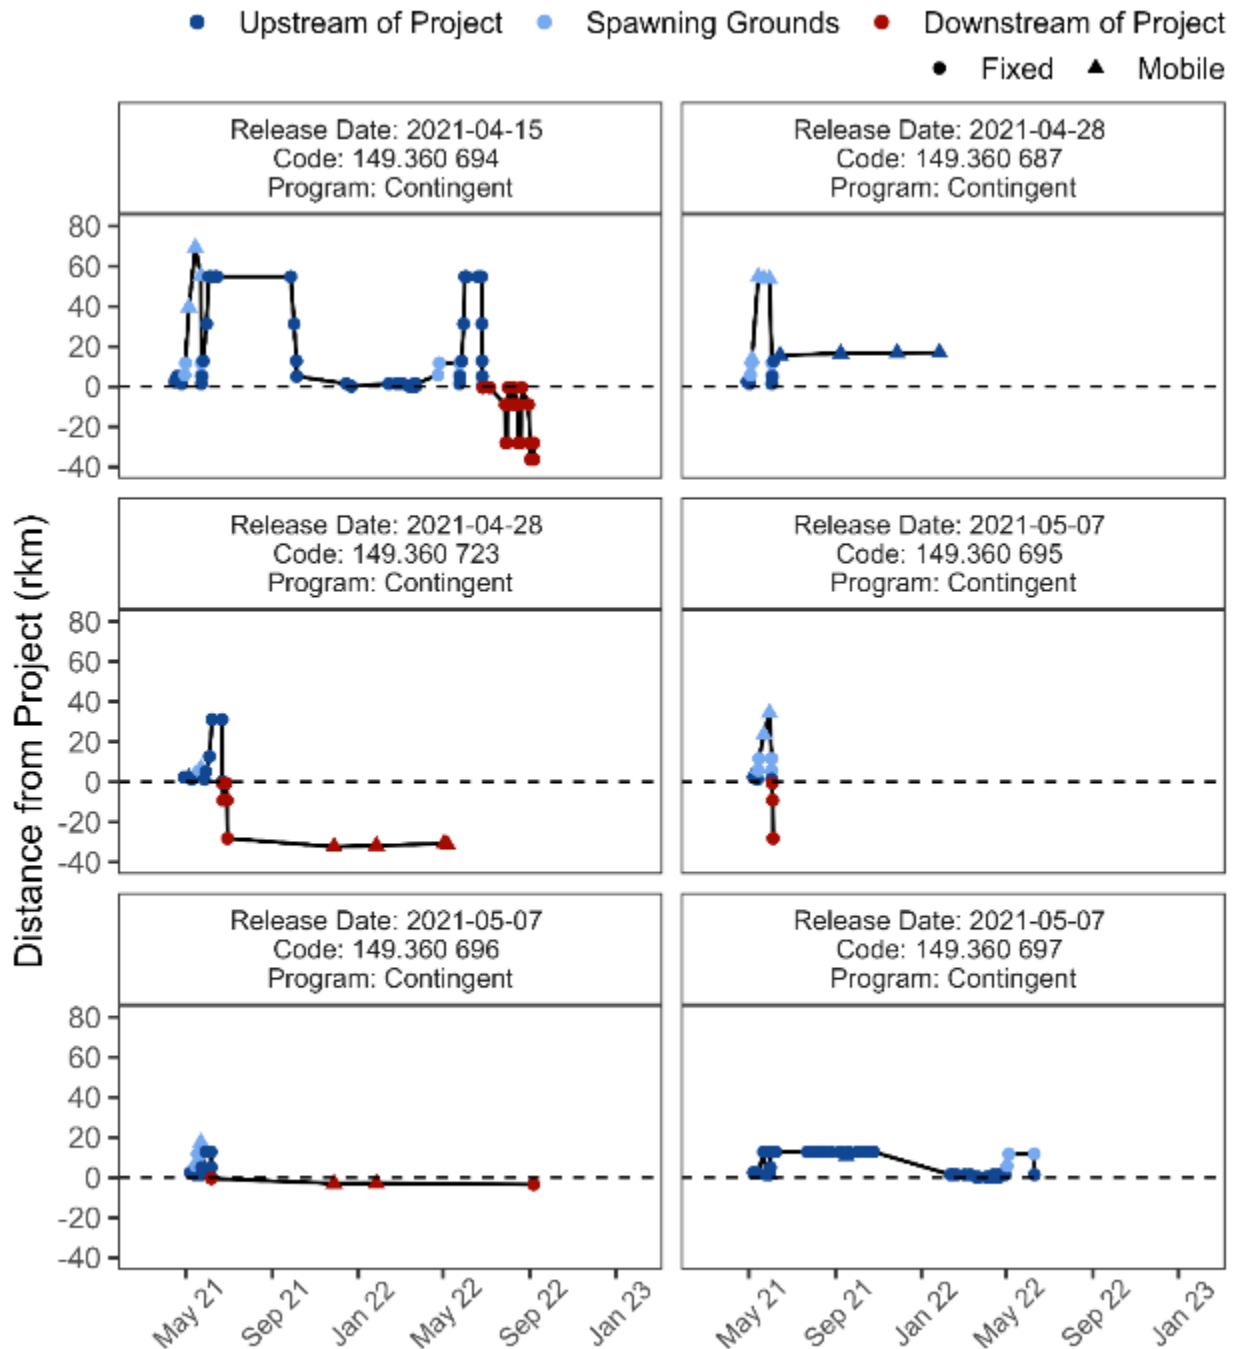 Upstream of Project Spawning Grounds Downstream of Project
Fixed Mobile
Release Date: 2021-04-15
Code: 149.360 694
Program: Contingent
Release Date: 2021-04-28
Code: 149.360 687
Program: Contingent
80
60
40
20
0
-20
-40
Release Date: 2021-04-28
Code: 149.360 723
Program: Contingent
Release Date: 2021-05-07
Code: 149.360 695
Program: Contingent
80
60
40
20
0
-20
-40
Distance from Project (rkm)
Release Date: 2021-05-07
Code: 149.360 696
Program: Contingent
Release Date: 2021-05-07
Code: 149.360 697
Program: Contingent
80
60
40
20
0
-20
-40
May 21 Sep 21 Jan 22 May 22 Sep 22 Jan 23
May 21 Sep 21 Jan 22 May 22 Sep 22 Jan 23